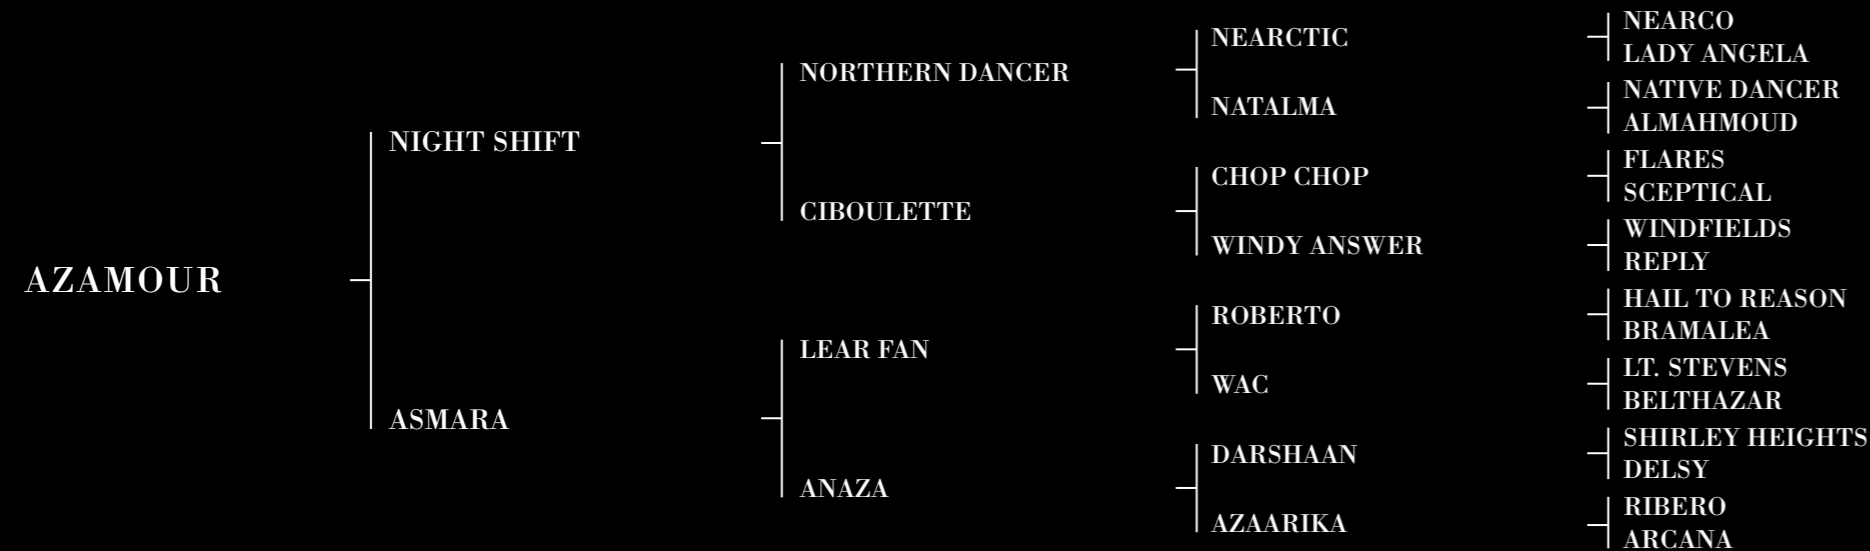 AZAMOUR
NIGHT SHIFT
ASMARA
NORTHERN DANCER
CIBOULETTE
LEAR FAN
ANAZA
NEARCTIC
NATALMA
CHOP CHOP
WINDY ANSWER
ROBERTO
WAC
DARSHAAN
AZAARIKA
NEARCO
LADY ANGELA
NATIVE DANCER
ALMAHMOUD
FLARES
SCEPTICAL
WINDFIELDS
REPLY
HAIL TO REASON
BRAMALEA
LT. STEVENS
BELTHAZAR
SHIRLEY HEIGHTS
DELSY
RIBERO
ARCANA